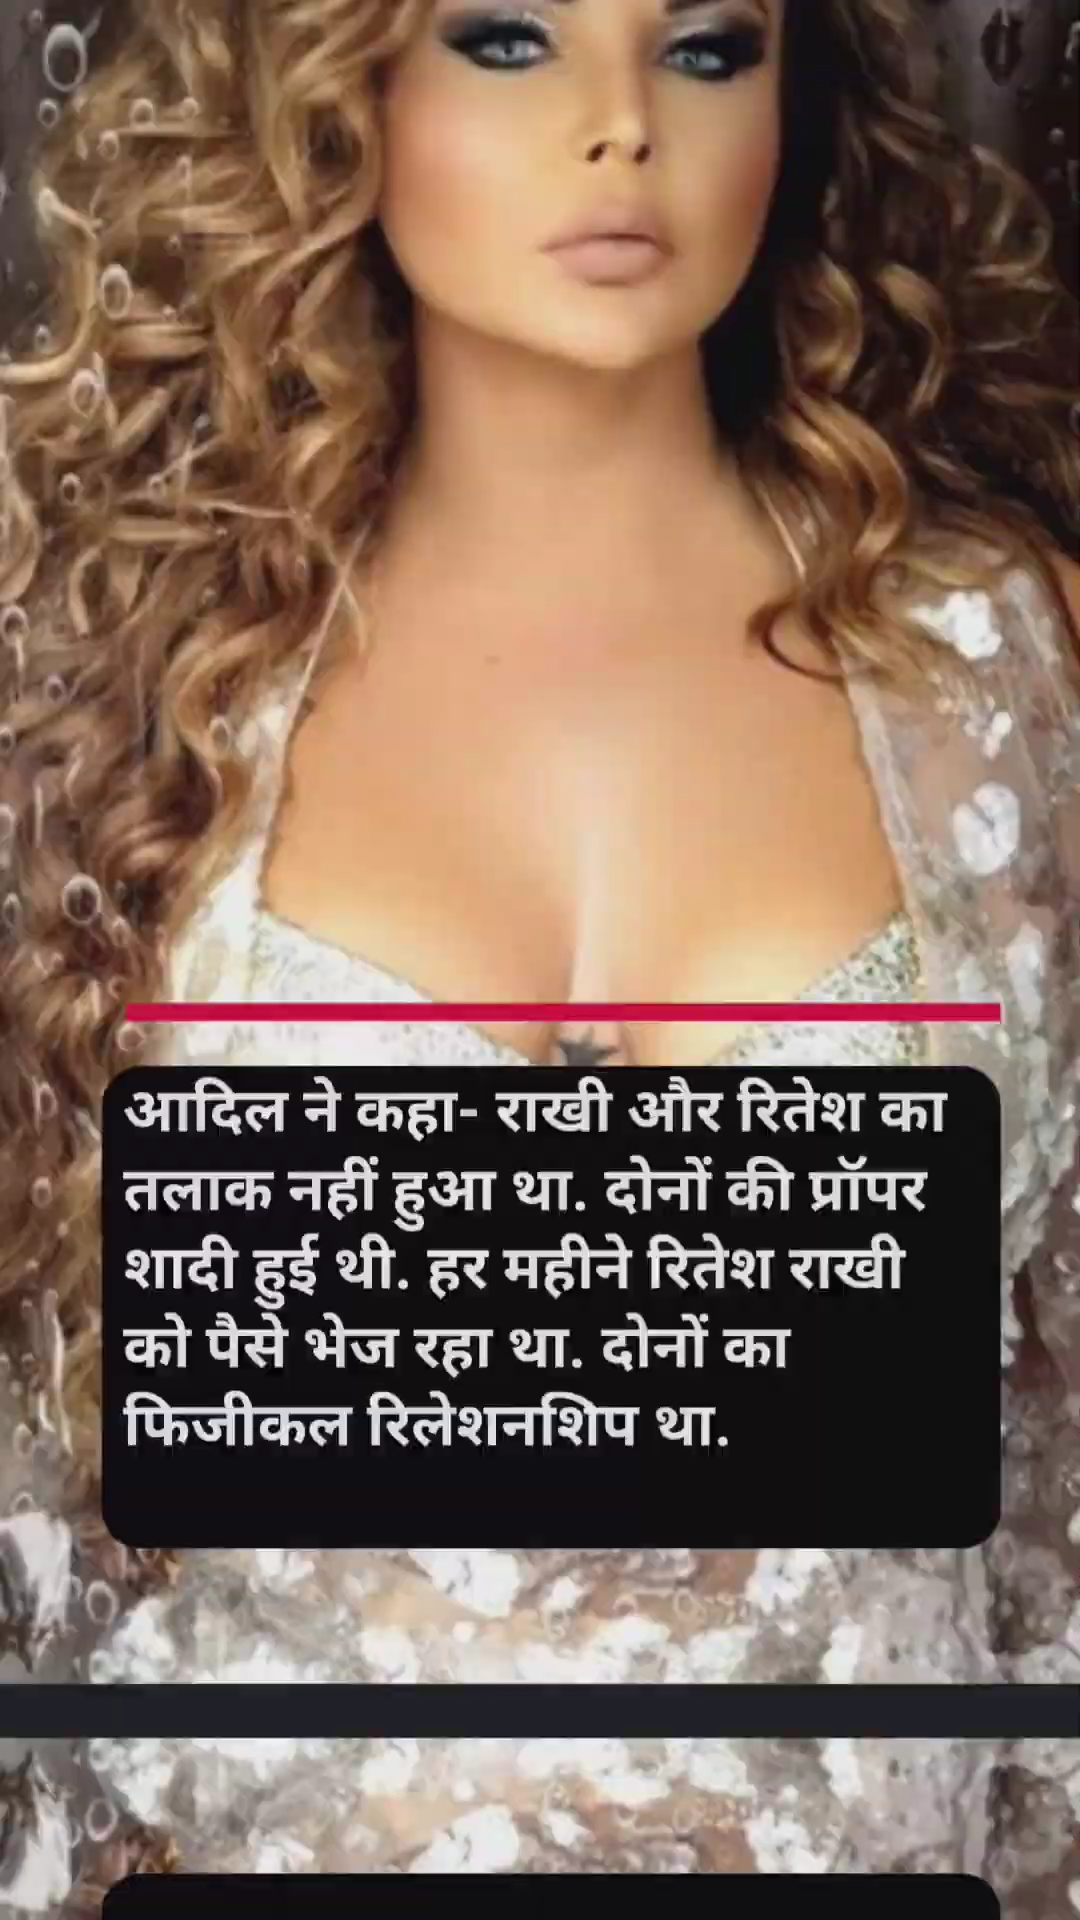 आदिल ने कहा- राखी और रितेश का
तलाक नहीं हुआ था. दोनों की प्रॉपर
शादी हुई थी. हर महीने रितेश राखी
को पैसे भेज रहा था. दोनों का
फिजीकल रिलेशनशिप था.